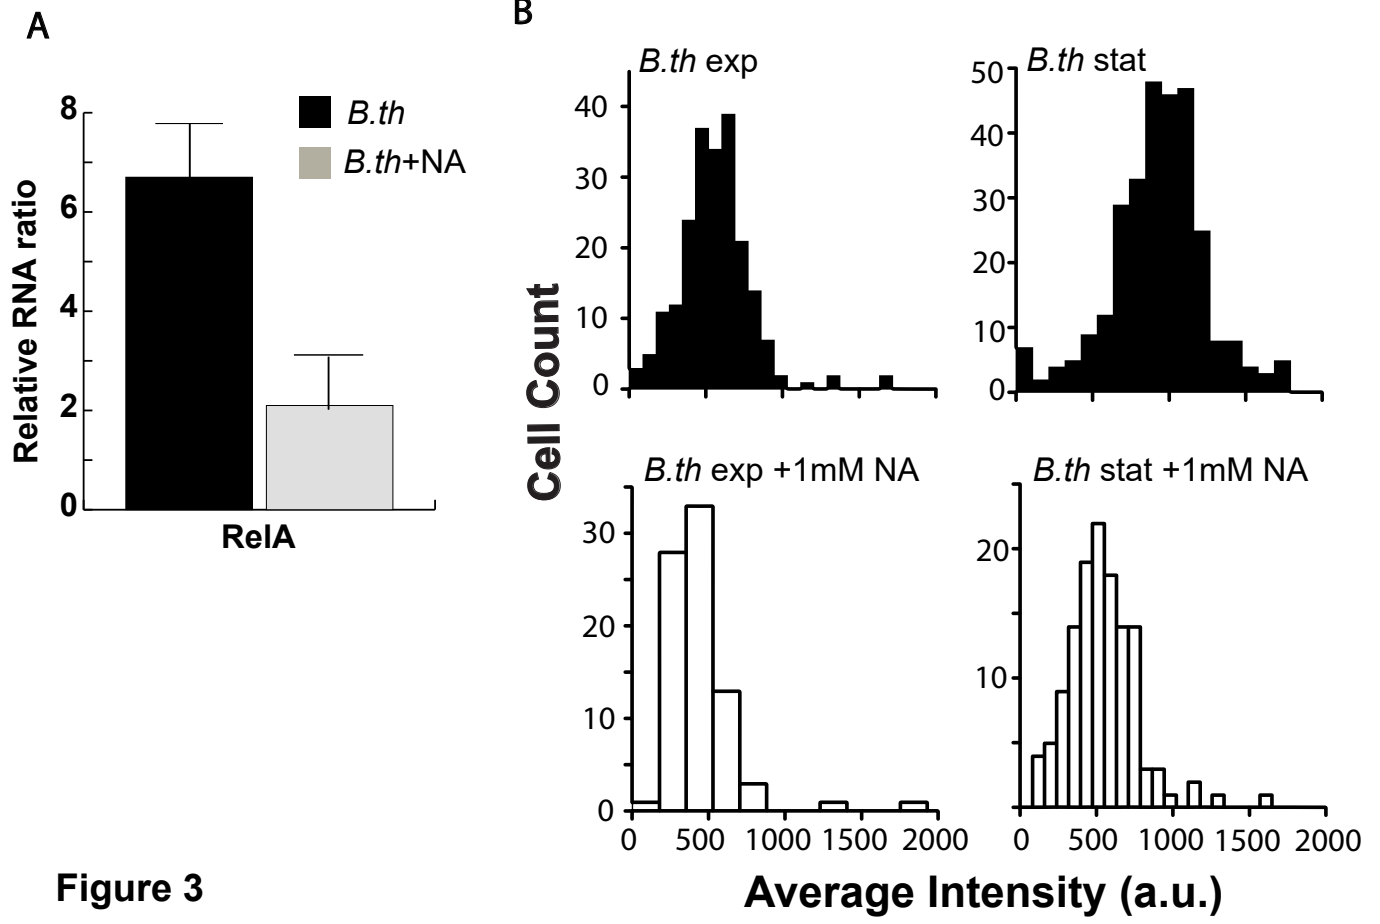 A
8
6
4
2
0
Relative RNA ratio
B.th
B.th+NA
RelA
B
Cell Count
B.th exp
40
30
20
10
0
B.th stat
50
40
30
20
10
0
B.th exp +1mM NA
30
20
10
0
0 500 1000 1500 2000
B.th stat +1mM NA
20
10
0 500 1000 1500 2000
Average Intensity (a.u.)
Figure 3